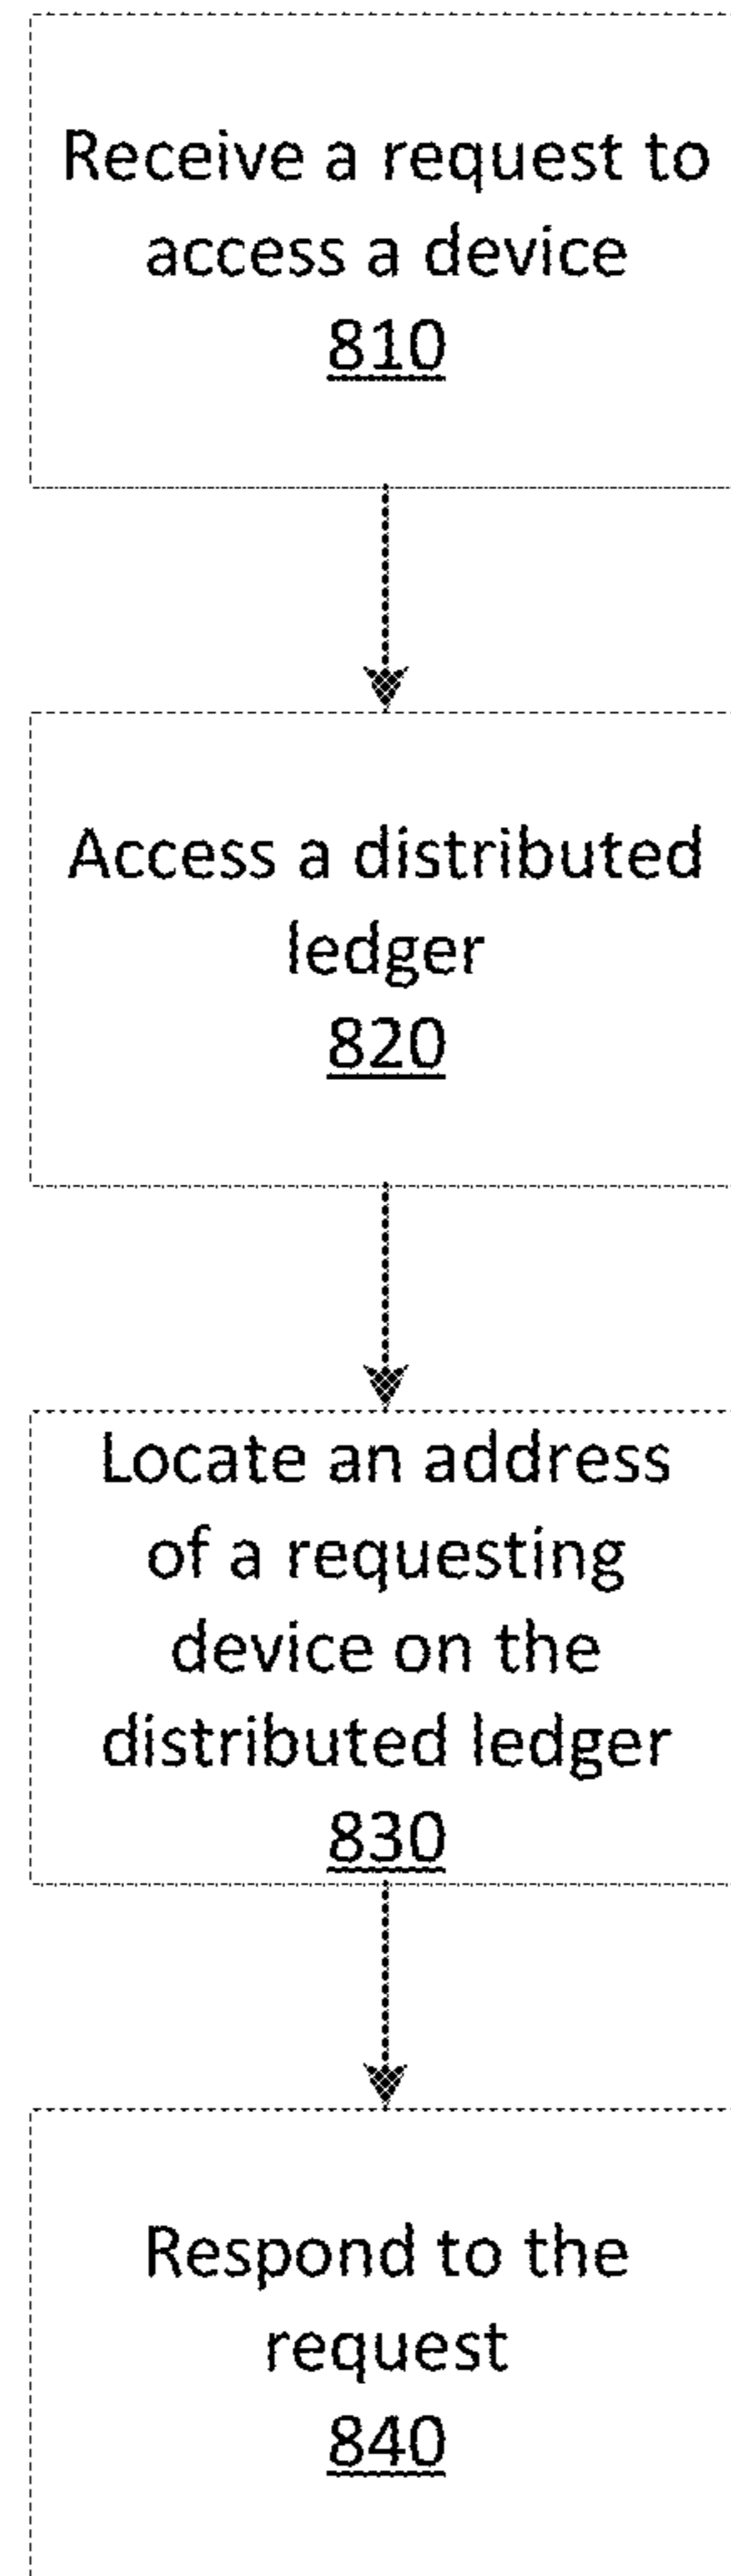 Receive a request to
access a device
810
Access a distributed
ledger
820
Locate an address
of a requesting
device on the
distributed ledger
830
Respond to the
request
840